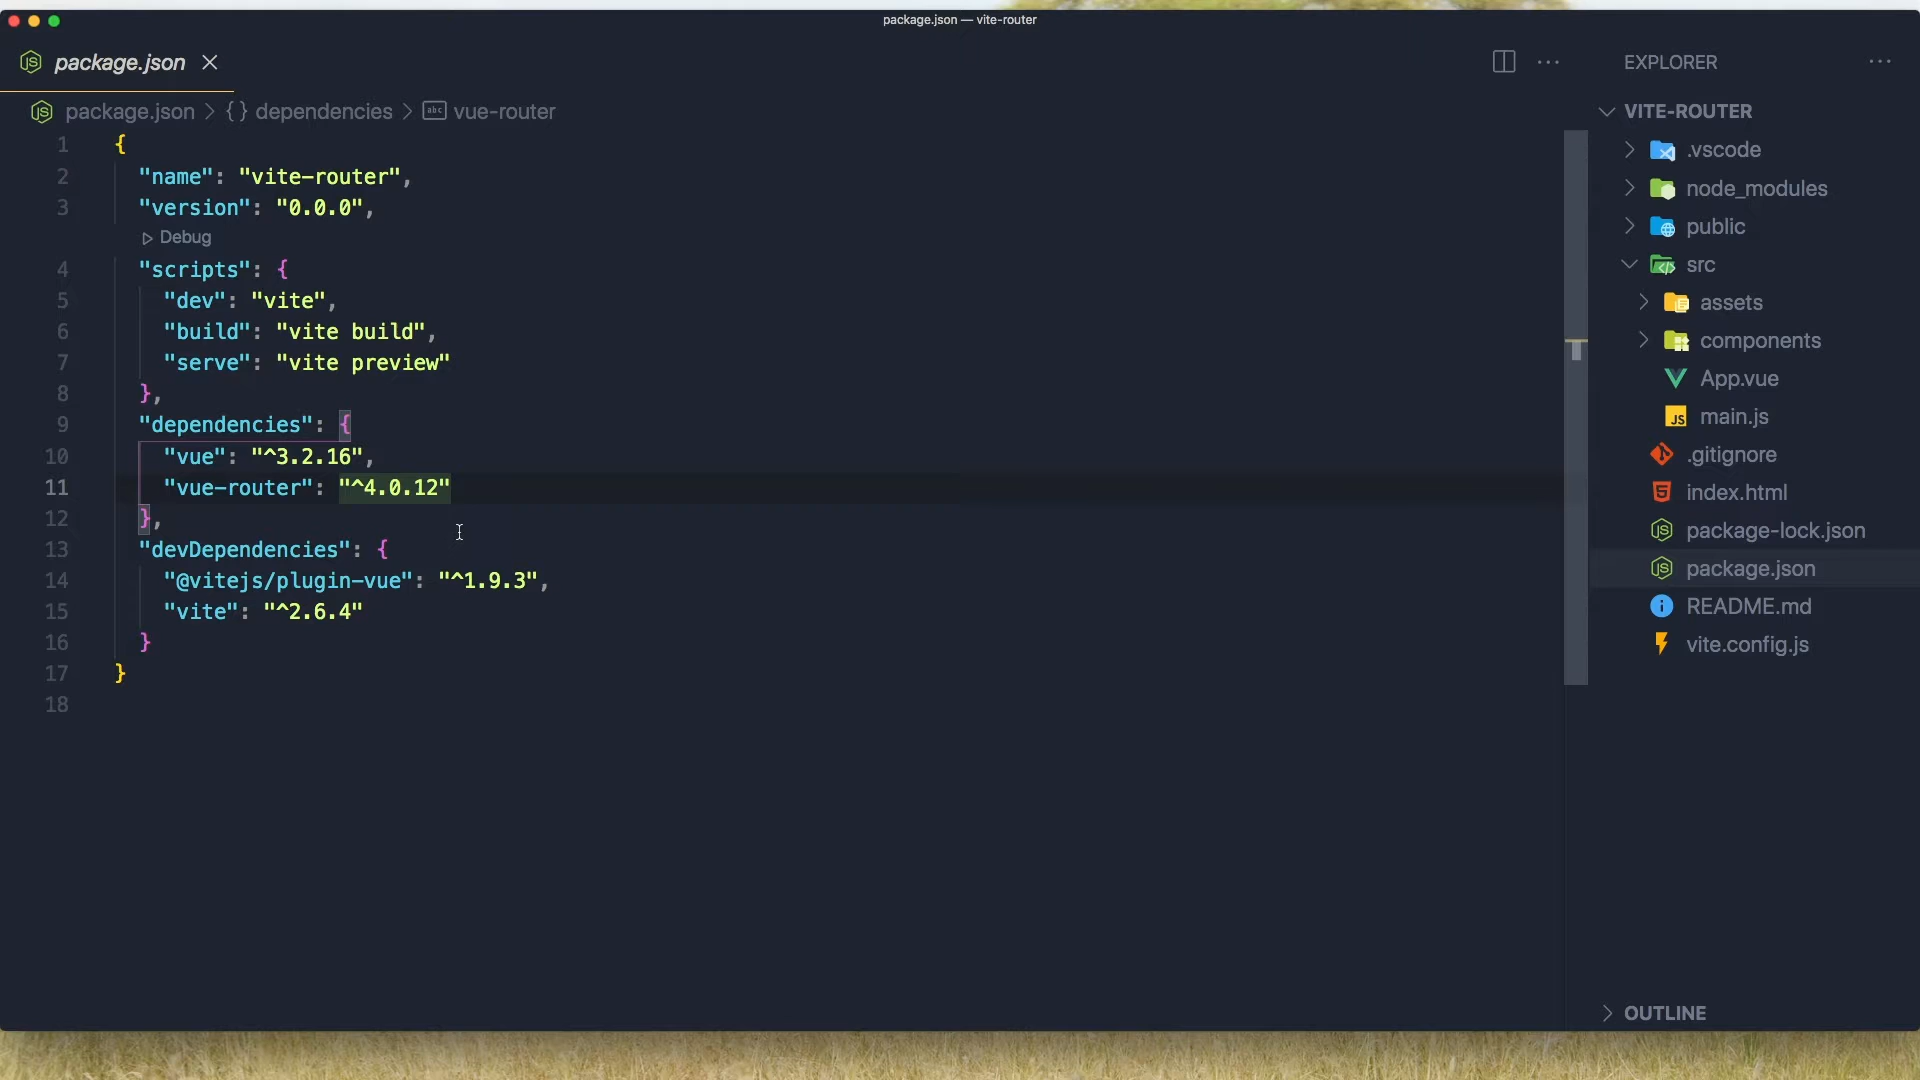 package.json — vite-router
package.json
package.json > {} dependencies > abc vue-router
1 {
2 "name": "vite-router",
3 "version": "0.0.0",
Debug
4 "scripts": {
5 "dev": "vite",
6 "build": "vite build",
7 "serve": "vite preview"
8 },
9 "dependencies": {
10 "vue": "^3.2.16",
11 "vue-router": "^4.0.12"
12 },
13 "devDependencies": {
14 "@vitejs/plugin-vue": "^1.9.3",
15 "vite": "^2.6.4"
16 }
17 }
18
EXPLORER
VITE-ROUTER
.vscode
node_modules
public
src
assets
components
App.vue
main.js
.gitignore
index.html
package-lock.json
package.json
README.md
vite.config.js
OUTLINE